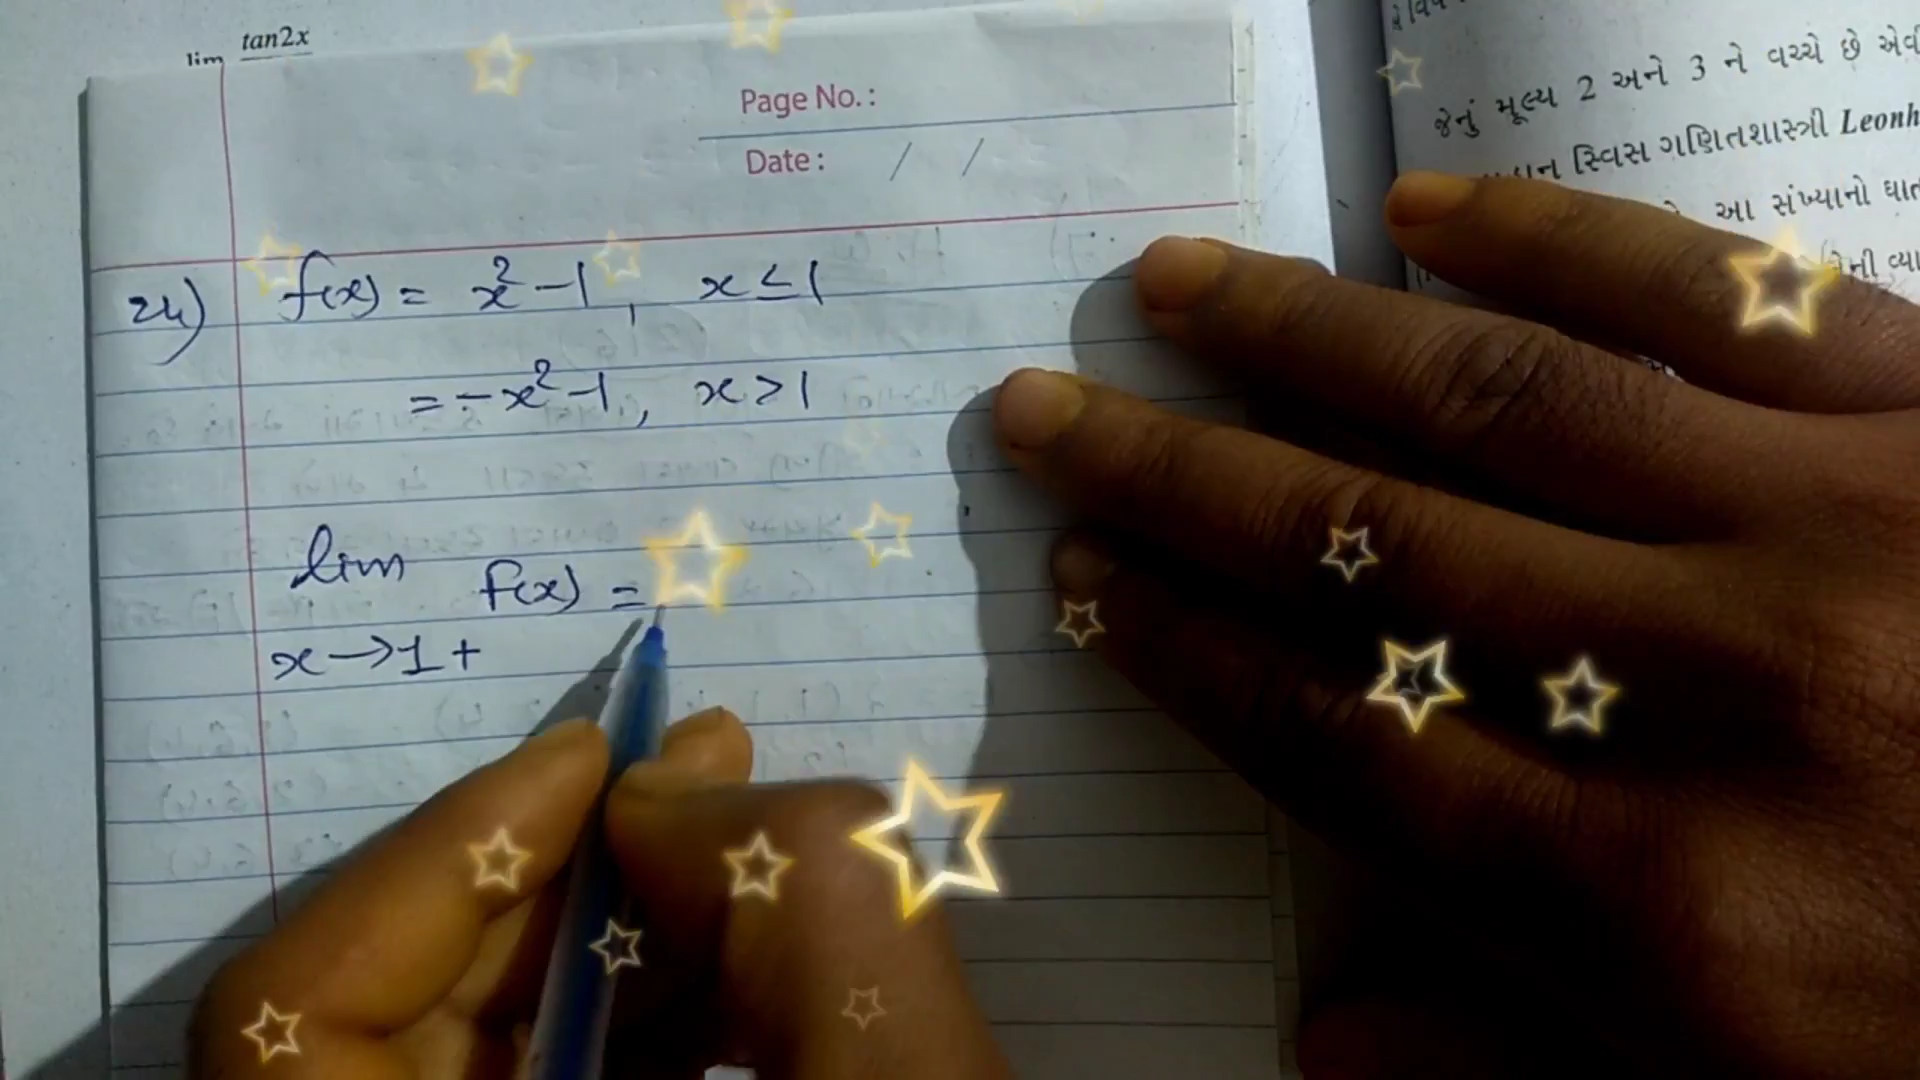 lim tan2x
Page No. :
Date : / /
24) f(x) = x² - 1, x ≤ 1
= -x² - 1, x > 1
lim f(x) =
x → 1 +
જેનું મૂલ્ય 2 અને 3 ને વચ્ચે છે
સ્વિસ ગણિતશાસ્ત્રી Leonh
આ સંખ્યાનો